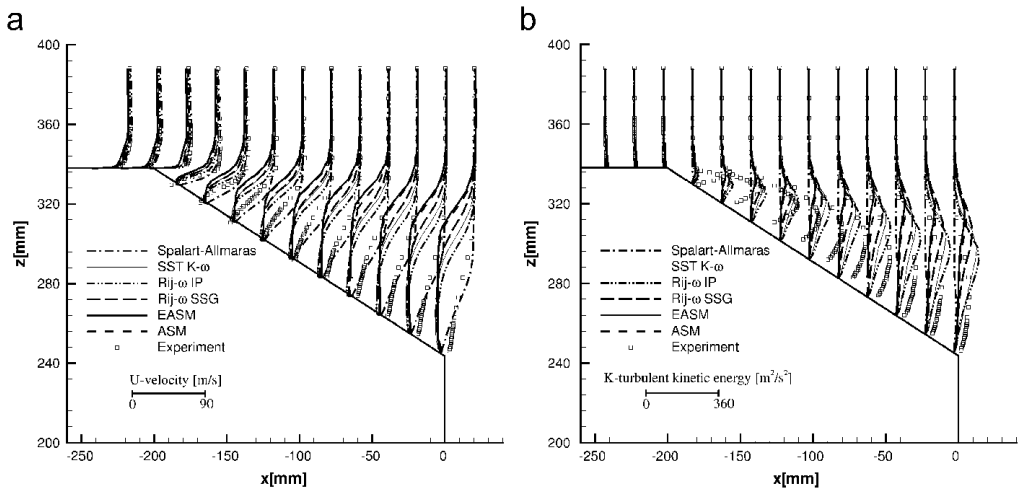 a
400
360
320
280
240
200
z[mm]
Spalart-Allmaras
SST K-ω
Rij-ω IP
Rij-ω SSG
EASM
ASM
Experiment
U-velocity [m/s]
0 90
-250 -200 -150 -100 -50 0
x[mm]
b
400
360
320
280
240
200
z[mm]
Spalart-Allmaras
SST K-ω
Rij-ω IP
Rij-ω SSG
EASM
ASM
Experiment
K-turbulent kinetic energy [m²/s²]
0 360
-250 -200 -150 -100 -50 0
x[mm]